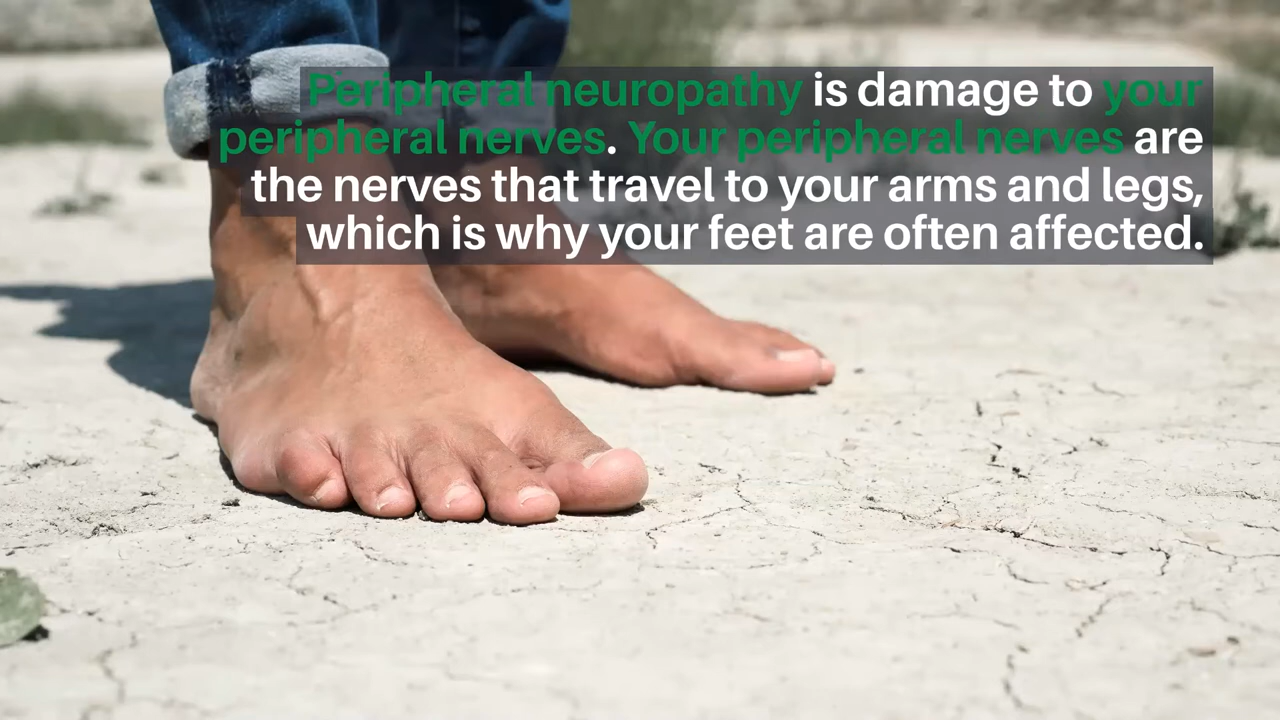 Peripheral neuropathy is damage to your
peripheral nerves. Your peripheral nerves are
the nerves that travel to your arms and legs,
which is why your feet are often affected.